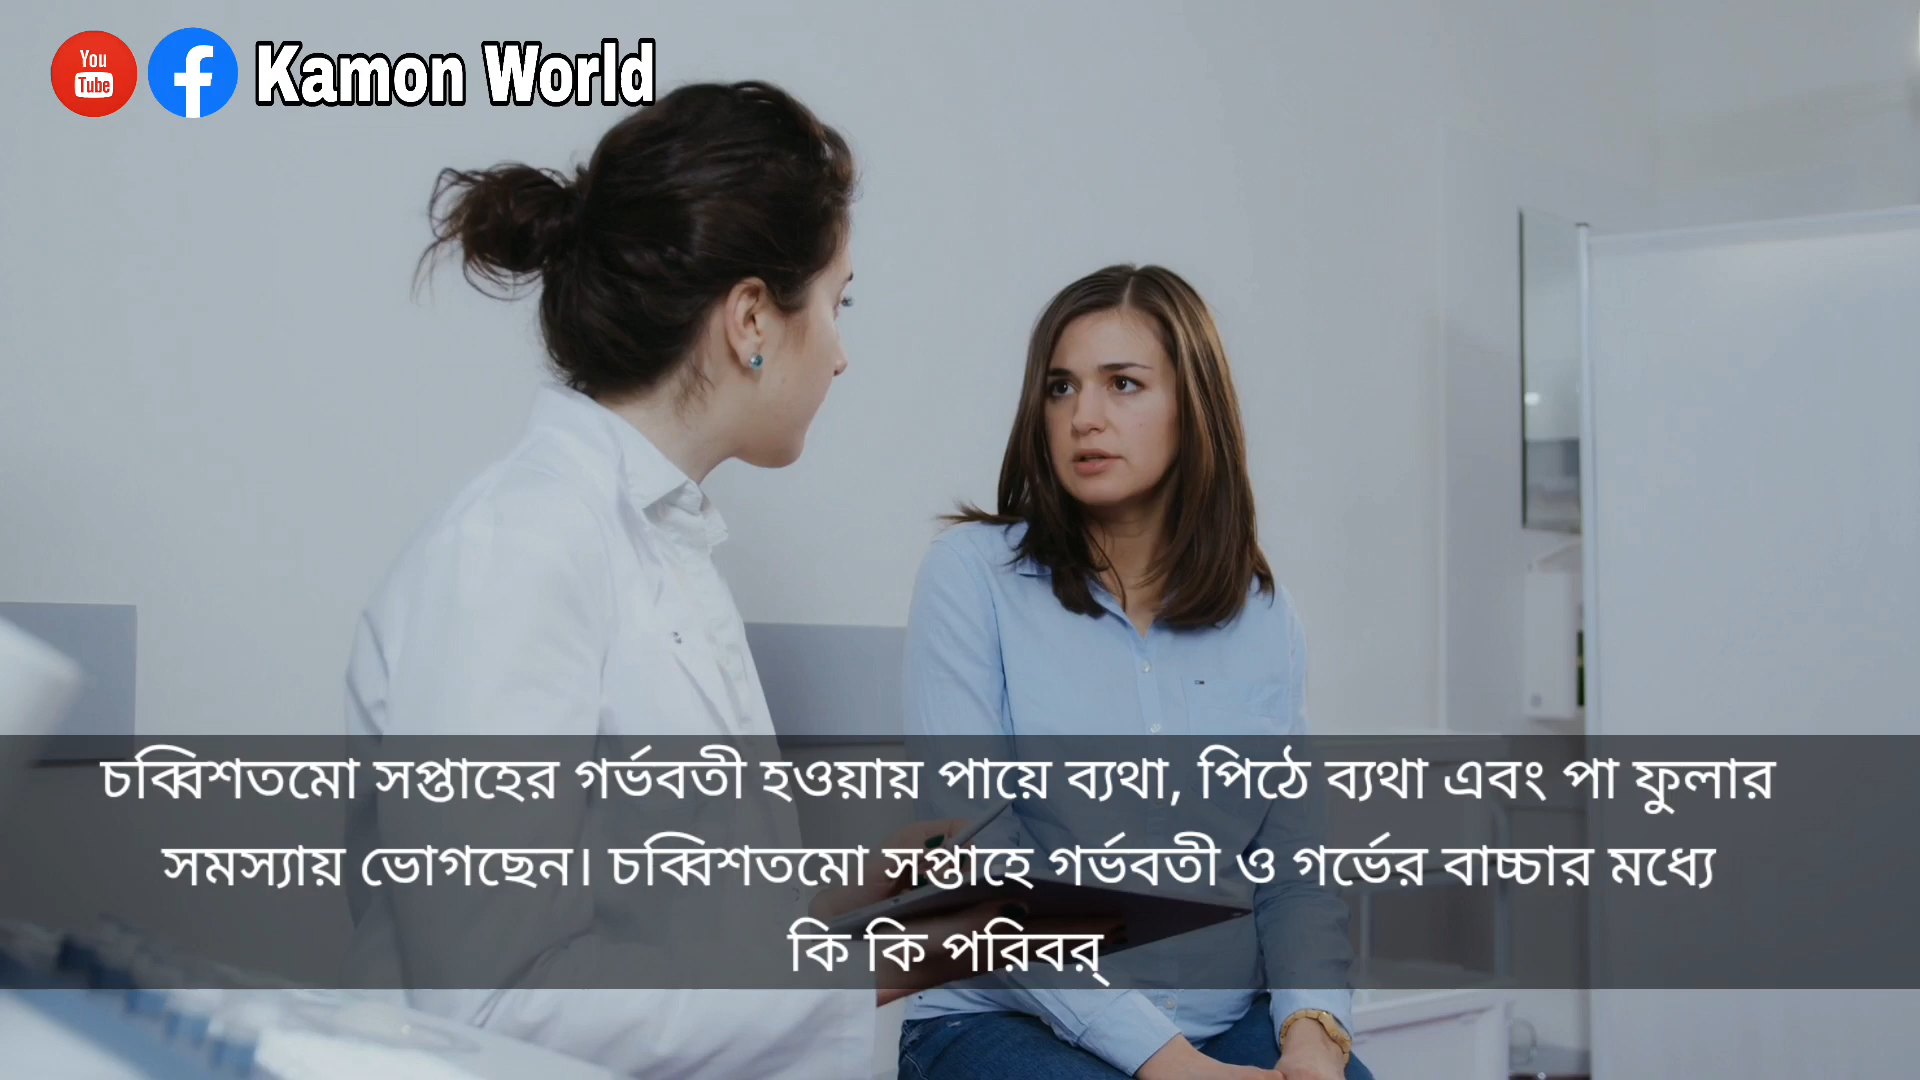 You
Tube
Kamon World
চব্বিশতমো সপ্তাহের গর্ভবতী হওয়ায় পায়ে ব্যথা, পিঠে ব্যথা এবং পা ফুলার
সমস্যায় ভোগছেন। চব্বিশতমো সপ্তাহে গর্ভবতী ও গর্ভের বাচ্চার মধ্যে
কি কি পরিবর্